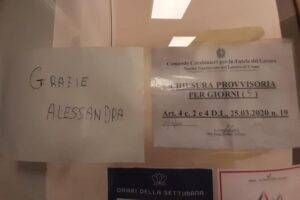 GRAZIE
ALESSANDRA
Comando Carabinieri per la Tutela del Lavoro
CHIUSURA PROVVISORIA
PER GIORNI ( 5 )
Art. 4 c. 2 e 4 D.L. 25.03.2020 n. 19
ORARI DELLA SETTIMANA